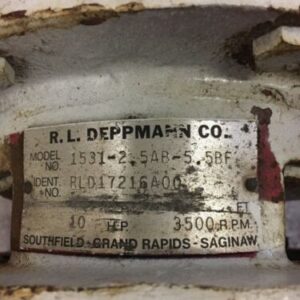 R. L. DEPPMANN CO.
MODEL NO. 1531-2.5AB-5.5BF
IDENT. NO. RLD17216A00
FT
10 H.P. 3500 R.P.M.
SOUTHFIELD - GRAND RAPIDS - SAGINAW